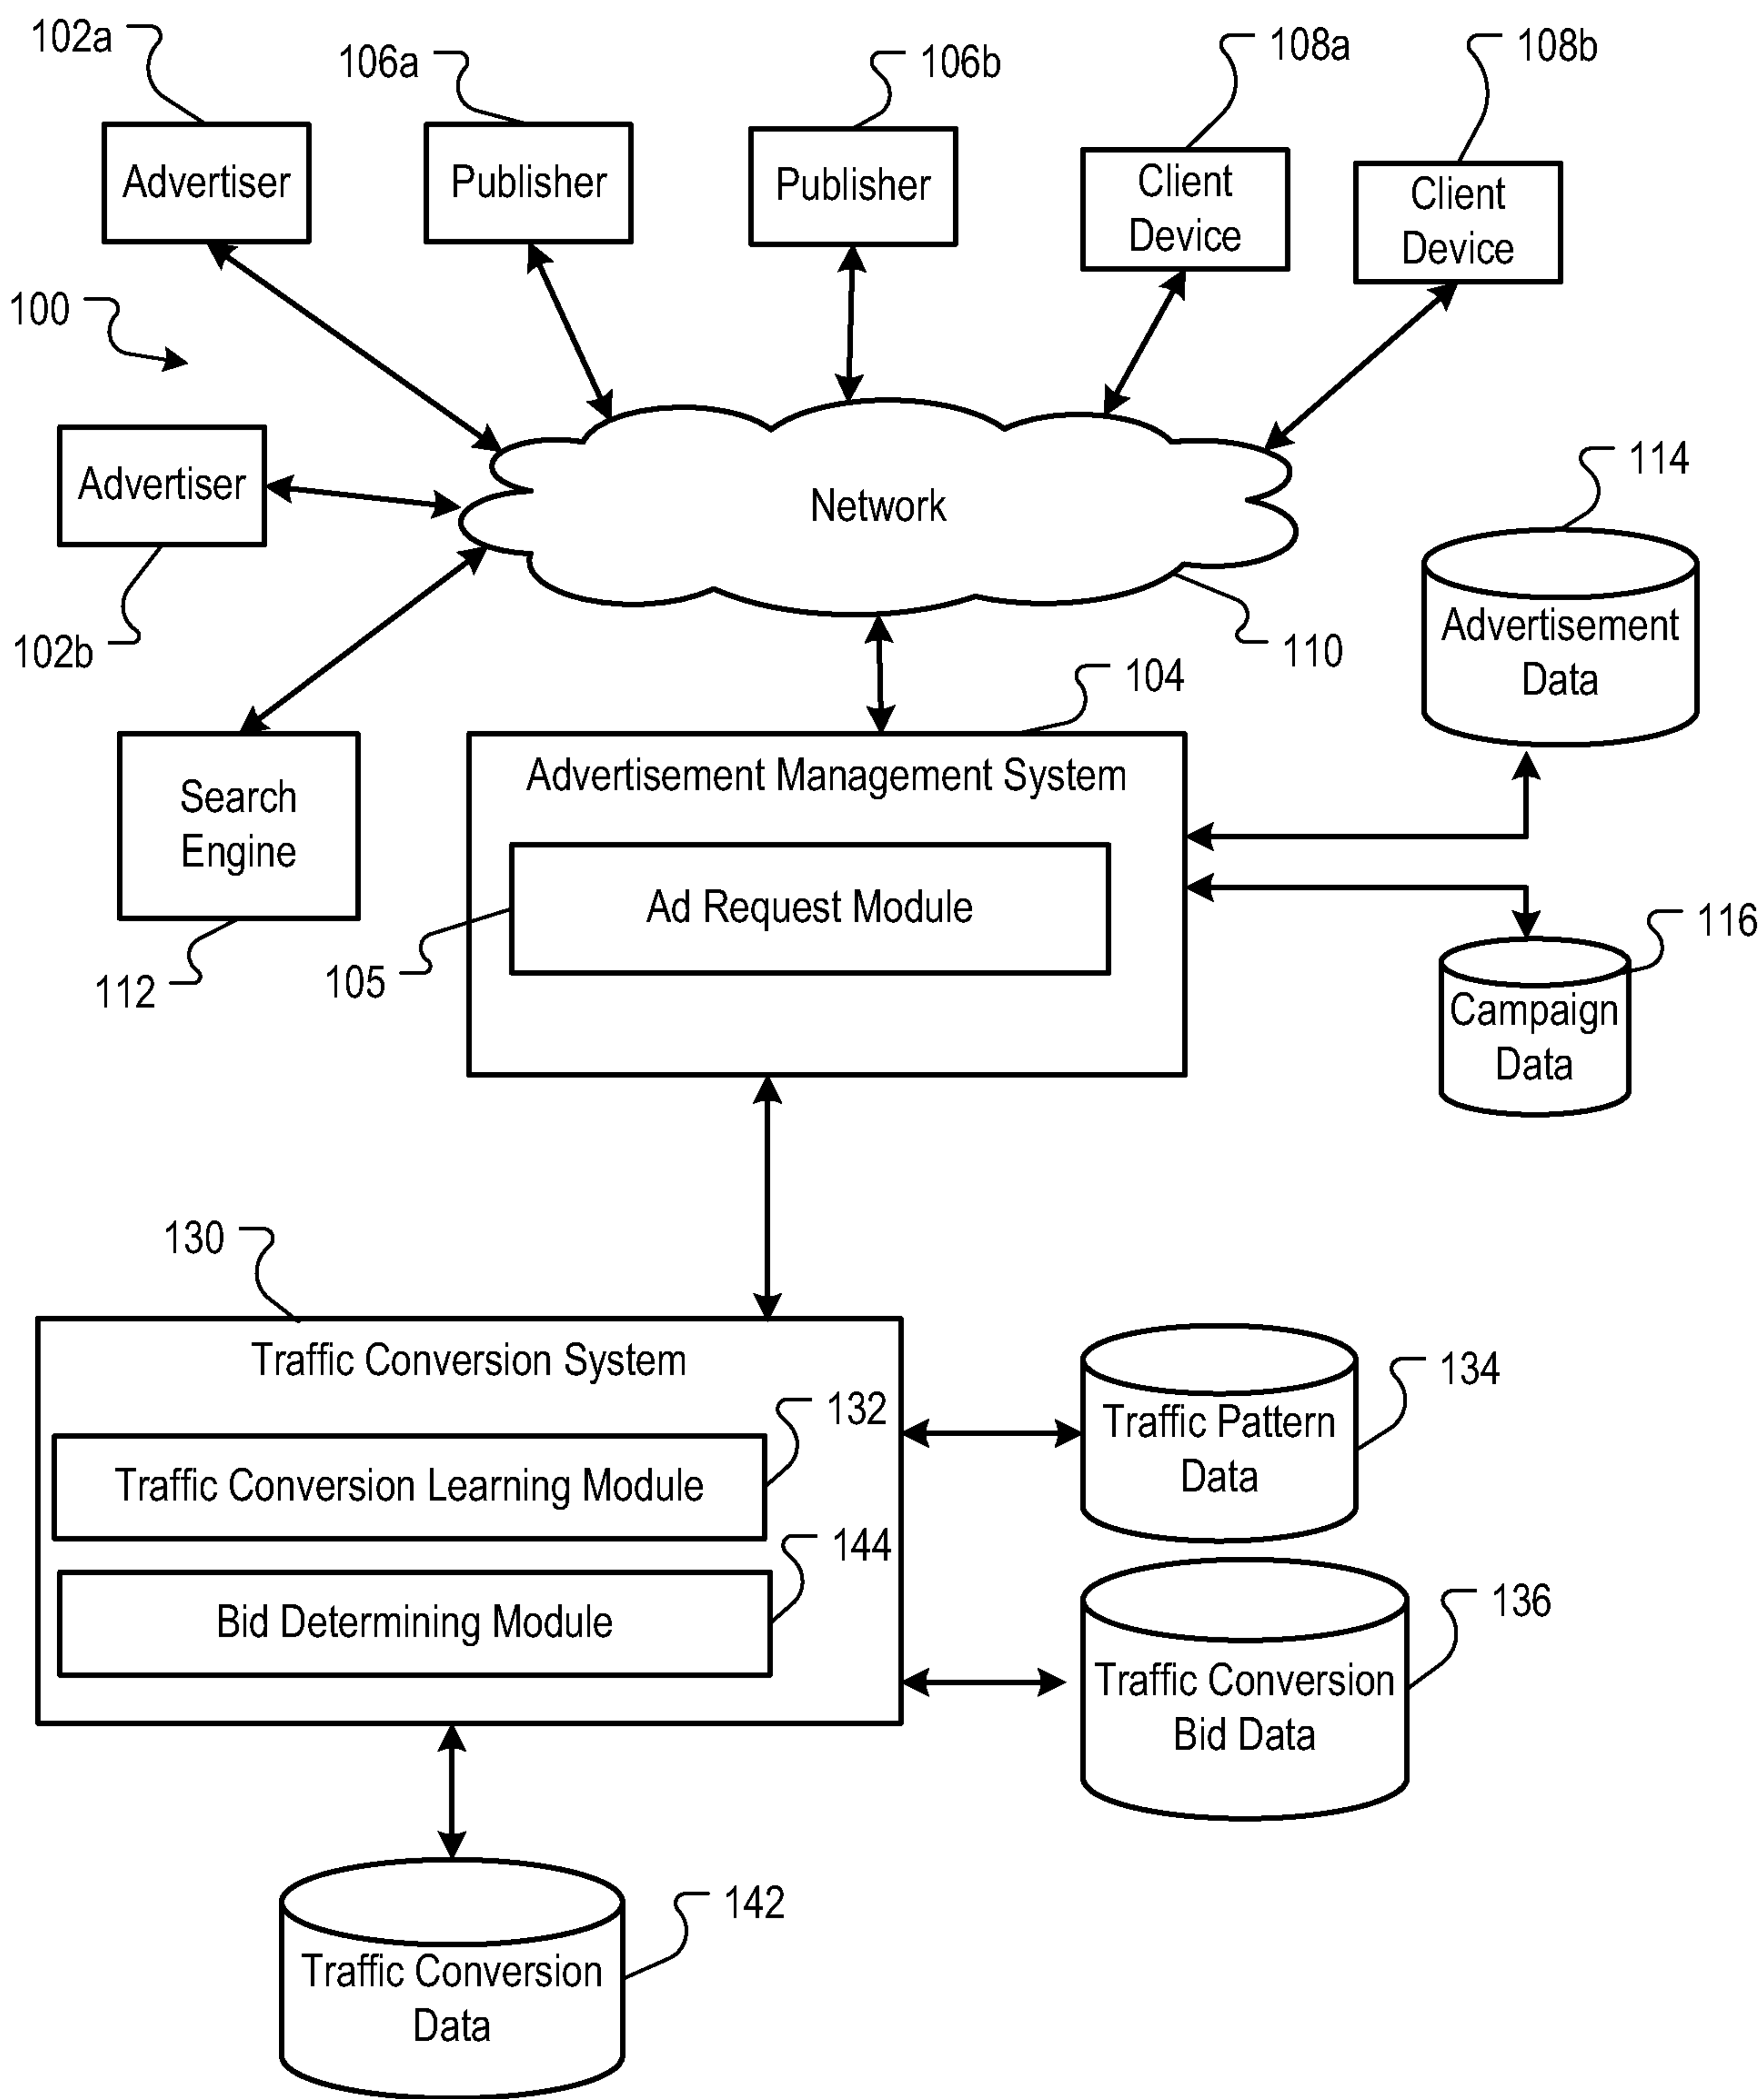 102a
106a
106b
108a
108b
Advertiser
Publisher
Publisher
Client
Device
Client
Device
100
Advertiser
102b
Network
110
114
Advertisement
Data
104
Search
Engine
112
Advertisement Management System
Ad Request Module
105
116
Campaign
Data
130
Traffic Conversion System
132
Traffic Conversion Learning Module
144
Bid Determining Module
134
Traffic Pattern
Data
136
Traffic Conversion
Bid Data
142
Traffic Conversion
Data